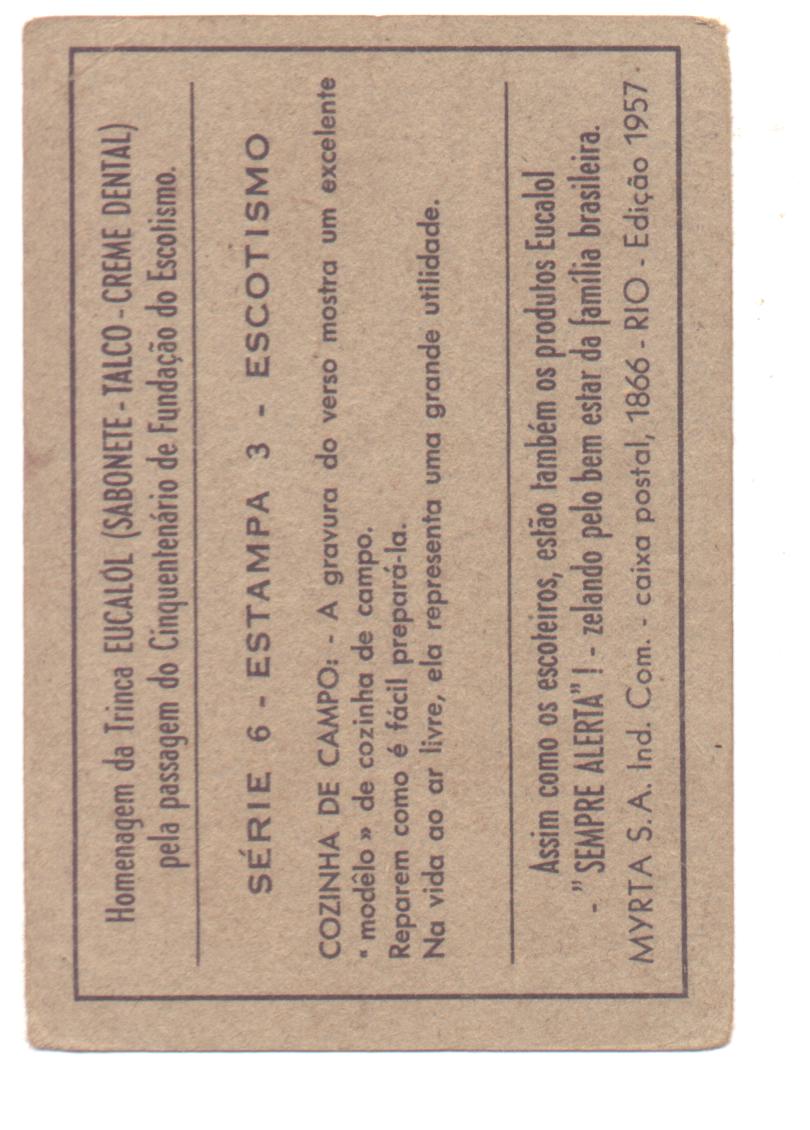 Homenagem da Trinca EUCALÓL (SABONETE - TALCO - CREME DENTAL)
pela passagem do Cinquentenário de Fundação do Escotismo.
SÉRIE 6 - ESTAMPA 3 - ESCOTISMO
COZINHA DE CAMPO: - A gravura do verso mostra um excelente
“ modêlo » de cozinha de campo.
Reparem como é fácil prepará-la.
Na vida ao ar livre, ela representa uma grande utilidade.
Assim como os escoteiros, estão também os produtos Eucalol
- " SEMPRE ALERTA" ! - zelando pelo bem estar da família brasileira.
MYRTA S. A. Ind. Com. - caixa postal, 1866 - RIO - Edição 1957 -